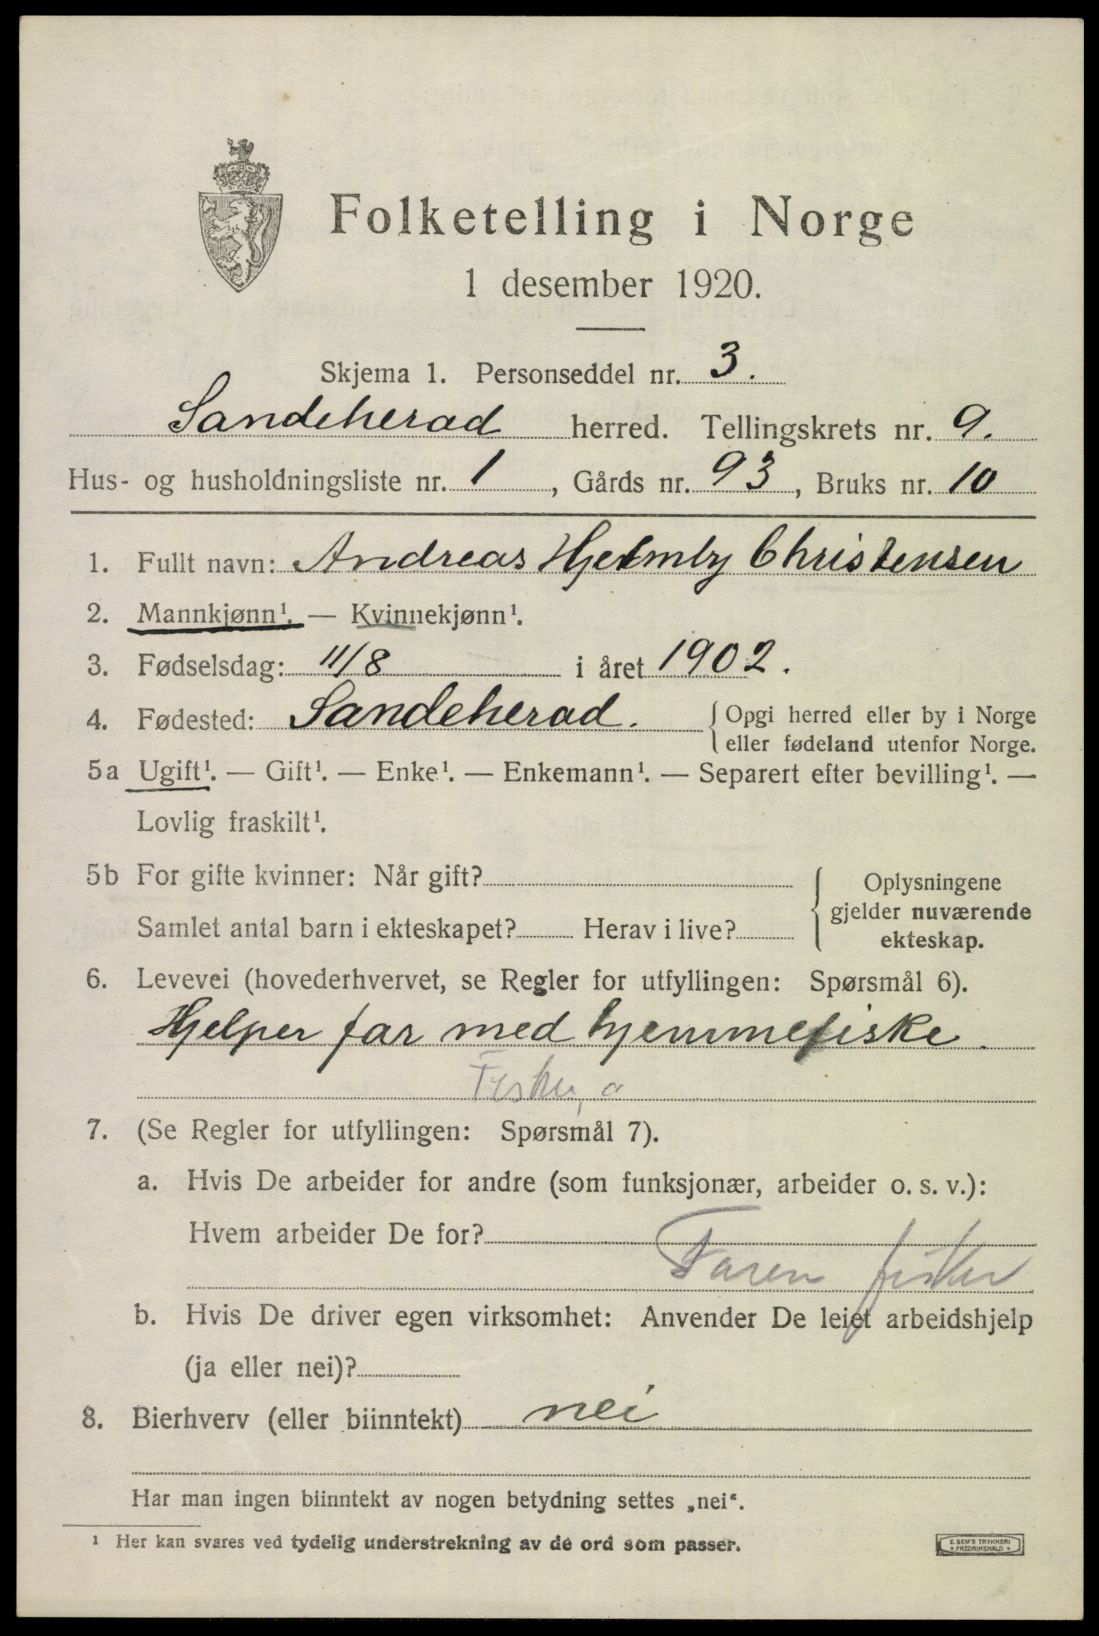 Folketelling i Norge
1 desember 1920.
Skjema 1. Personseddel nr. 3.
Sandeherad herred. Tellingskrets nr. 9.
Hus- og husholdningsliste nr. 1, Gårds nr. 93, Bruks nr. 10
1. Fullt navn: Andreas Hjelmby Christensen
2. Mannkjønn¹. — Kvinnekjønn¹.
3. Fødselsdag: 11/8 i året 1902.
4. Fødested: Sandeherad. { Opgi herred eller by i Norge
eller fødeland utenfor Norge.
5a Ugift¹. — Gift¹. — Enke¹. — Enkemann¹. — Separert efter bevilling¹. —
Lovlig fraskilt¹.
5b For gifte kvinner: Når gift?
Samlet antal barn i ekteskapet? Herav i live?
{ Oplysningene
gjelder nuværende
ekteskap.
6. Levevei (hovederhvervet, se Regler for utfyllingen: Spørsmål 6).
Hjelper far med hjemmefiske.
Fisker, a
7. (Se Regler for utfyllingen: Spørsmål 7).
a. Hvis De arbeider for andre (som funksjonær, arbeider o. s. v.):
Hvem arbeider De for?
Faren fisker
b. Hvis De driver egen virksomhet: Anvender De leiet arbeidshjelp
(ja eller nei)?
8. Bierhverv (eller biinntekt) nei
Har man ingen biinntekt av nogen betydning settes „nei“.
¹ Her kan svares ved tydelig understrekning av de ord som passer.
E. SEM'S TRYKKERI
• FREDRIKSHALD •